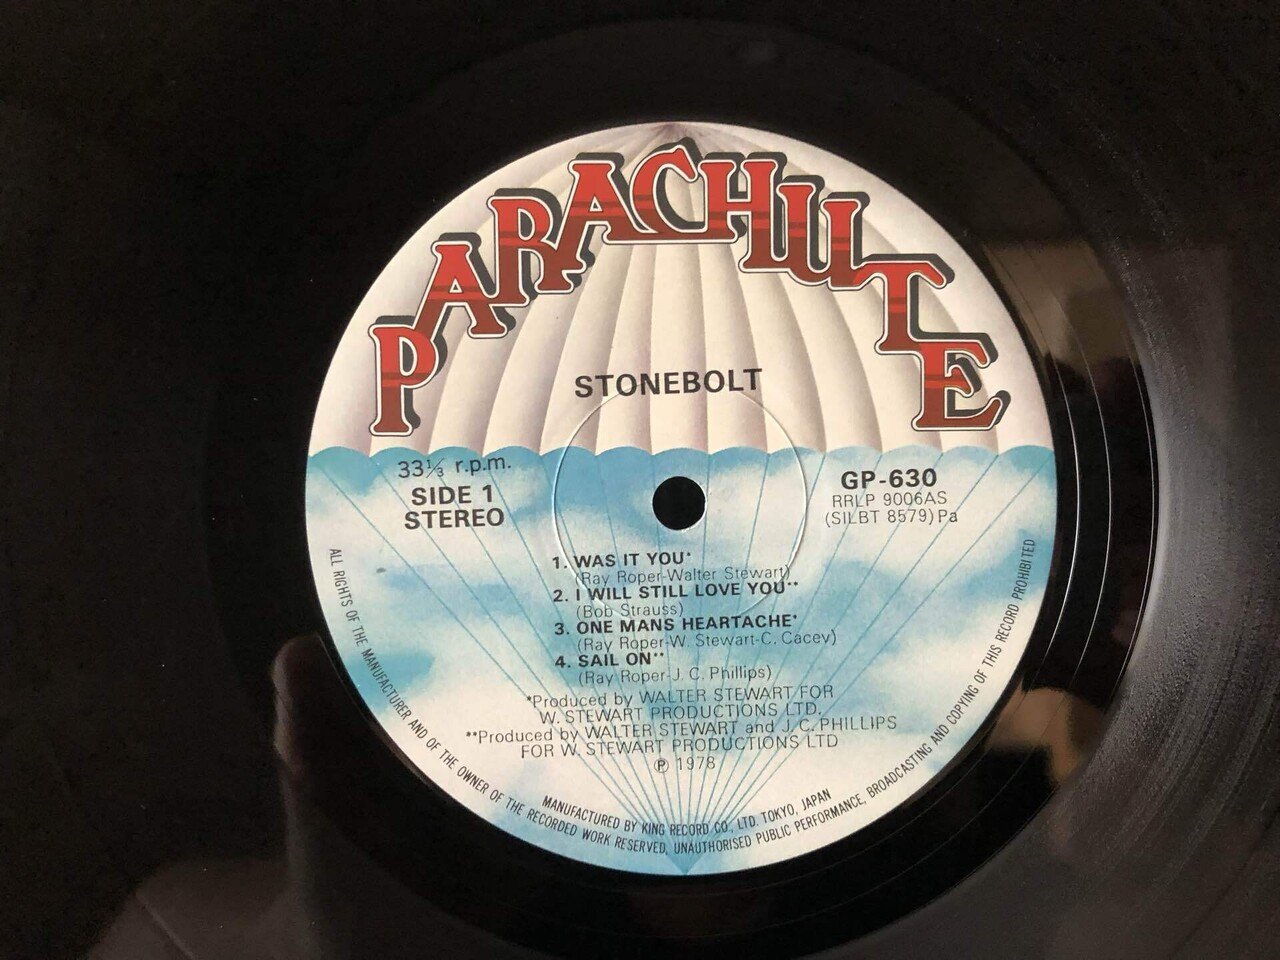 PARACHUTE
STONEBOLT
33⅓ r.p.m.
SIDE 1
STEREO
GP-630
RRLP 9006AS
(SILBT 8579) Pa
1. WAS IT YOU*
(Ray Roper-Walter Stewart)
2. I WILL STILL LOVE YOU**
(Bob Strauss)
3. ONE MANS HEARTACHE*
(Ray Roper-W. Stewart-C. Cacey)
4. SAIL ON**
(Ray Roper-J. C. Phillips)
*Produced by WALTER STEWART FOR
W. STEWART PRODUCTIONS LTD.
**Produced by WALTER STEWART and J. C. PHILLIPS
FOR W. STEWART PRODUCTIONS LTD
℗ 1978
MANUFACTURED BY KING RECORD CO., LTD. TOKYO, JAPAN
ALL RIGHTS OF THE MANUFACTURER AND OF THE OWNER OF THE RECORDED WORK RESERVED, UNAUTHORISED PUBLIC PERFORMANCE, BROADCASTING AND COPYING OF THIS RECORD PROHIBITED